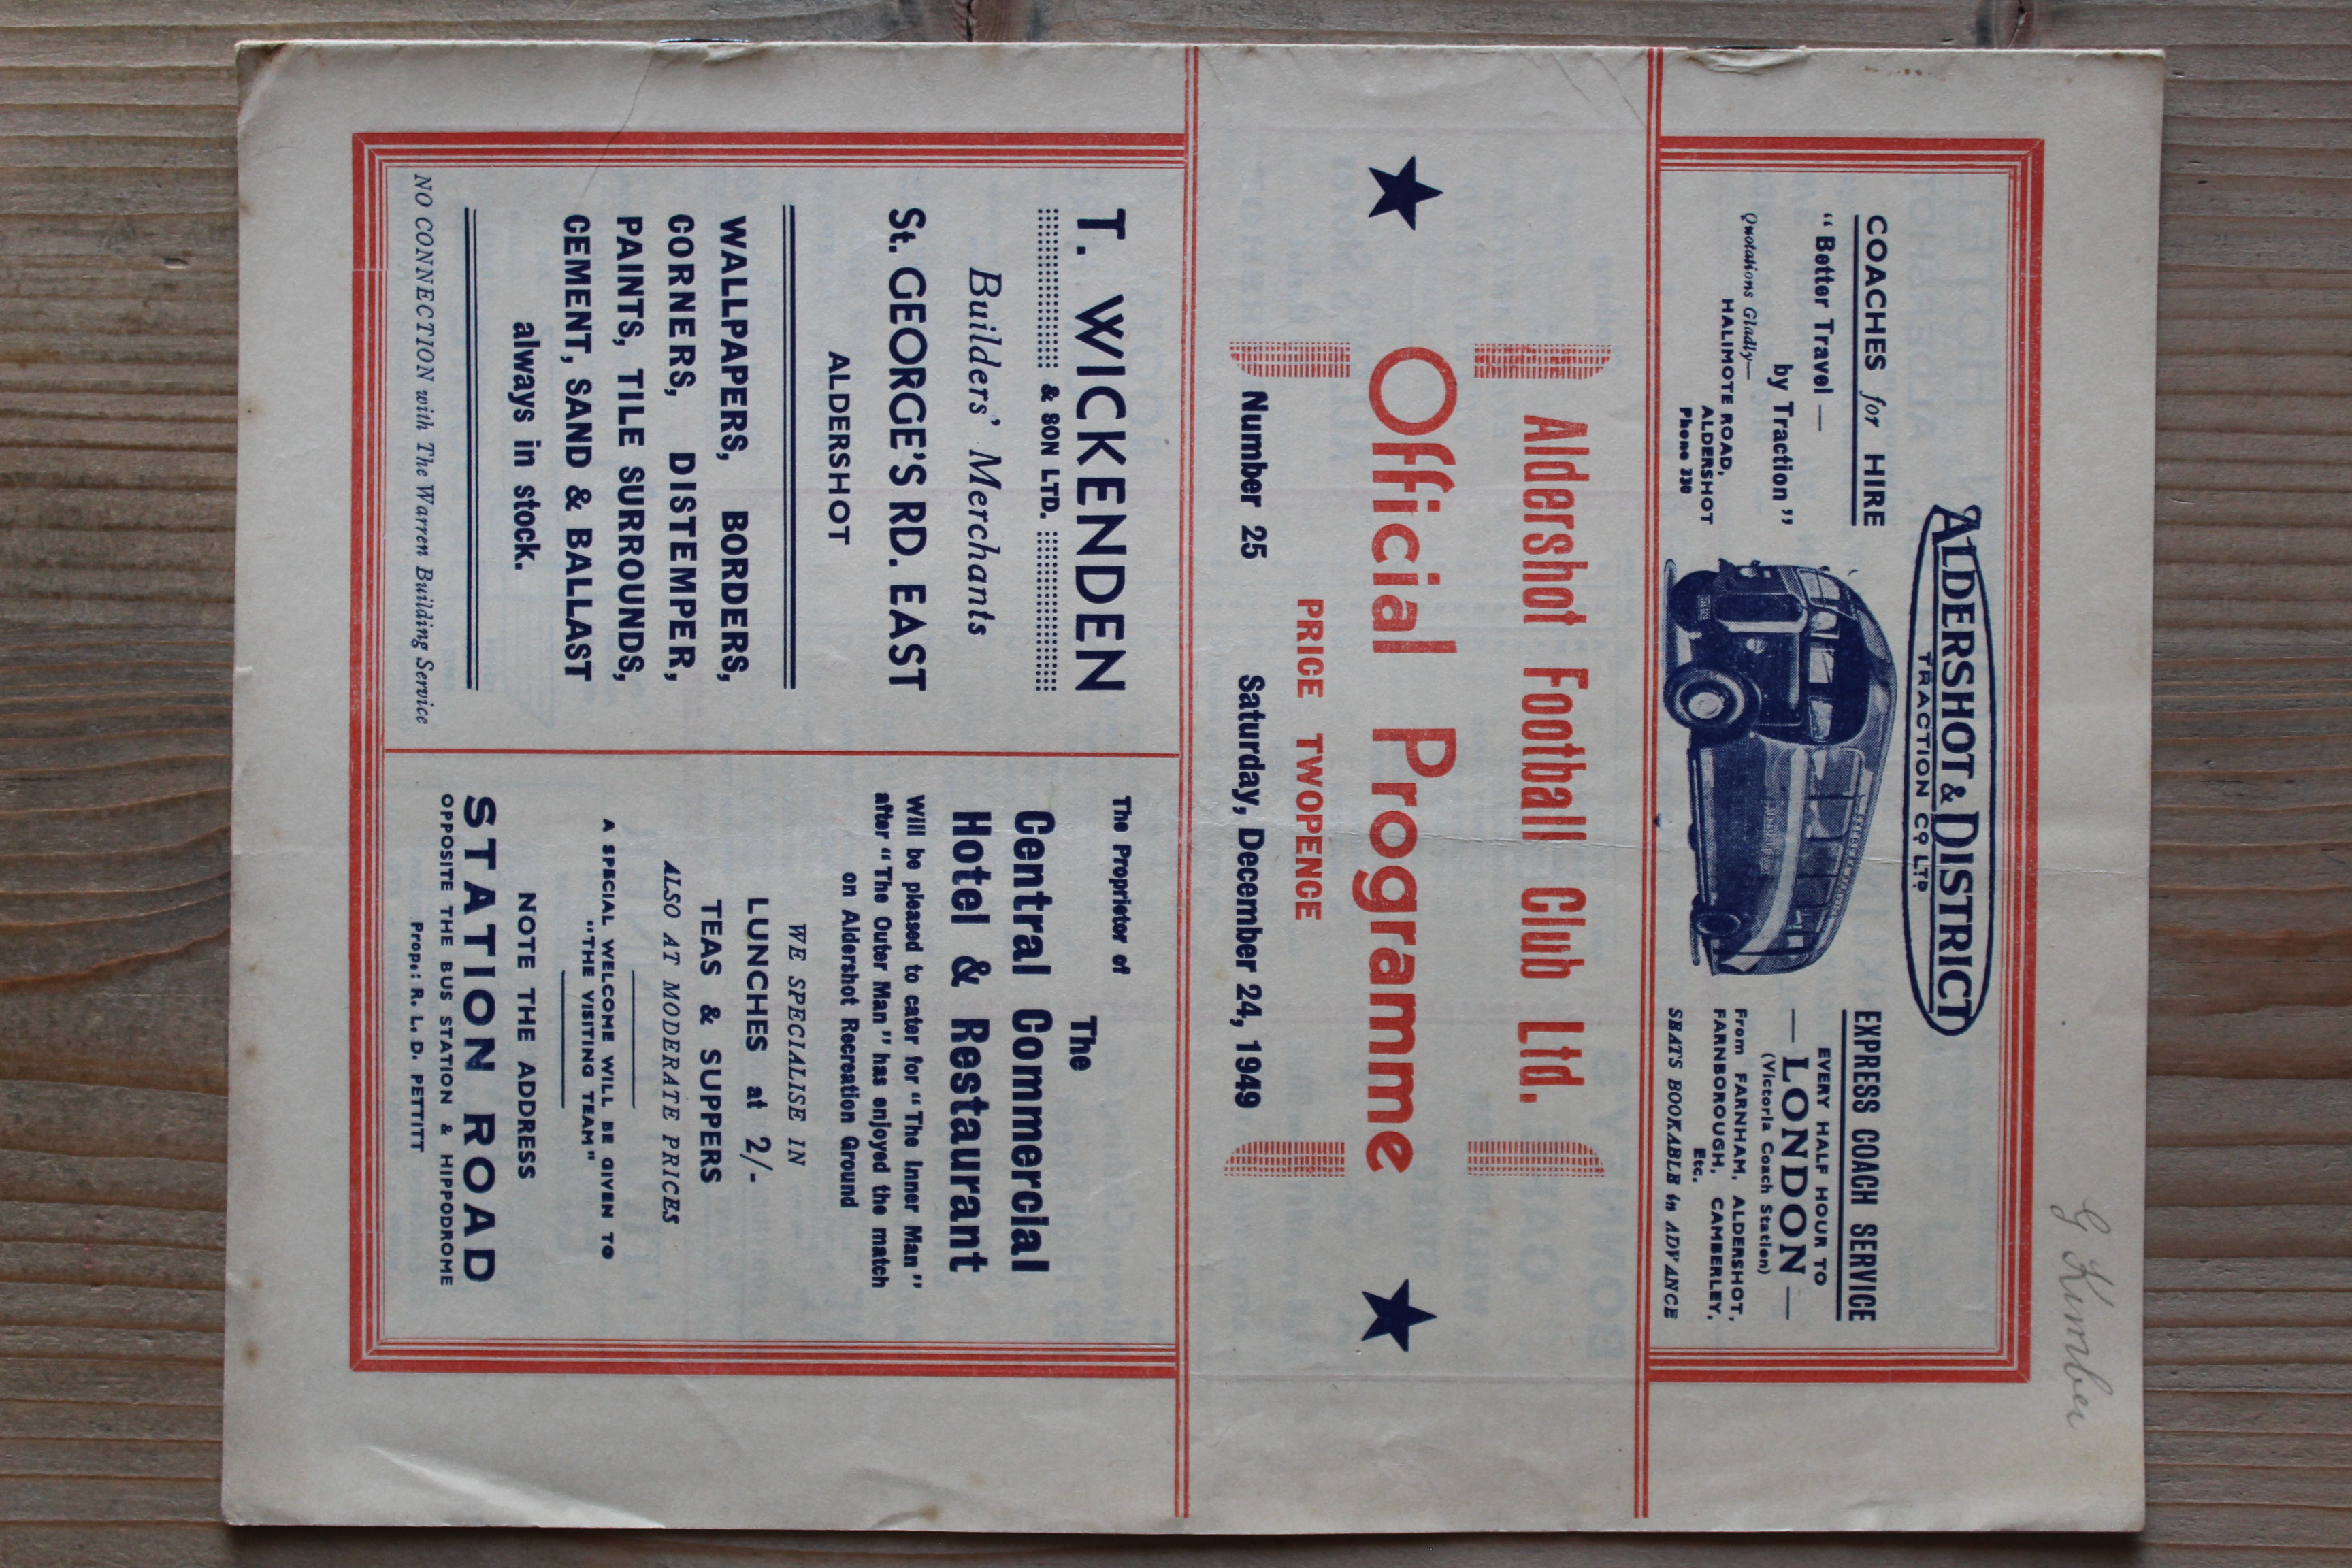 G Kimber
ALDERSHOT & DISTRICT
TRACTION CO LTD
COACHES for HIRE
"Better Travel —
by Traction"
Quotations Gladly—
HALIMOTE ROAD,
ALDERSHOT
Phone 330
EXPRESS COACH SERVICE
EVERY HALF HOUR TO
— LONDON —
(Victoria Coach Station)
From FARNHAM, ALDERSHOT,
FARNBOROUGH, CAMBERLEY,
Etc.
SEATS BOOKABLE in ADVANCE
Aldershot Football Club Ltd.
Official Programme
PRICE TWOPENCE
Number 25 Saturday, December 24, 1949
T. WICKENDEN
& SON LTD.
Builders' Merchants
St. GEORGE'S RD. EAST
ALDERSHOT
WALLPAPERS, BORDERS,
CORNERS, DISTEMPER,
PAINTS, TILE SURROUNDS,
CEMENT, SAND & BALLAST
always in stock.
NO CONNECTION with The Warren Building Service
The Proprietor of
The
Central Commercial
Hotel & Restaurant
Will be pleased to cater for "The Inner Man"
after "The Outer Man" has enjoyed the match
on Aldershot Recreation Ground
WE SPECIALISE IN
LUNCHES at 2/-
TEAS & SUPPERS
ALSO AT MODERATE PRICES
A SPECIAL WELCOME WILL BE GIVEN TO
"THE VISITING TEAM"
NOTE THE ADDRESS
STATION ROAD
OPPOSITE THE BUS STATION & HIPPODROME
Prop.: R. L. D. PETTITT